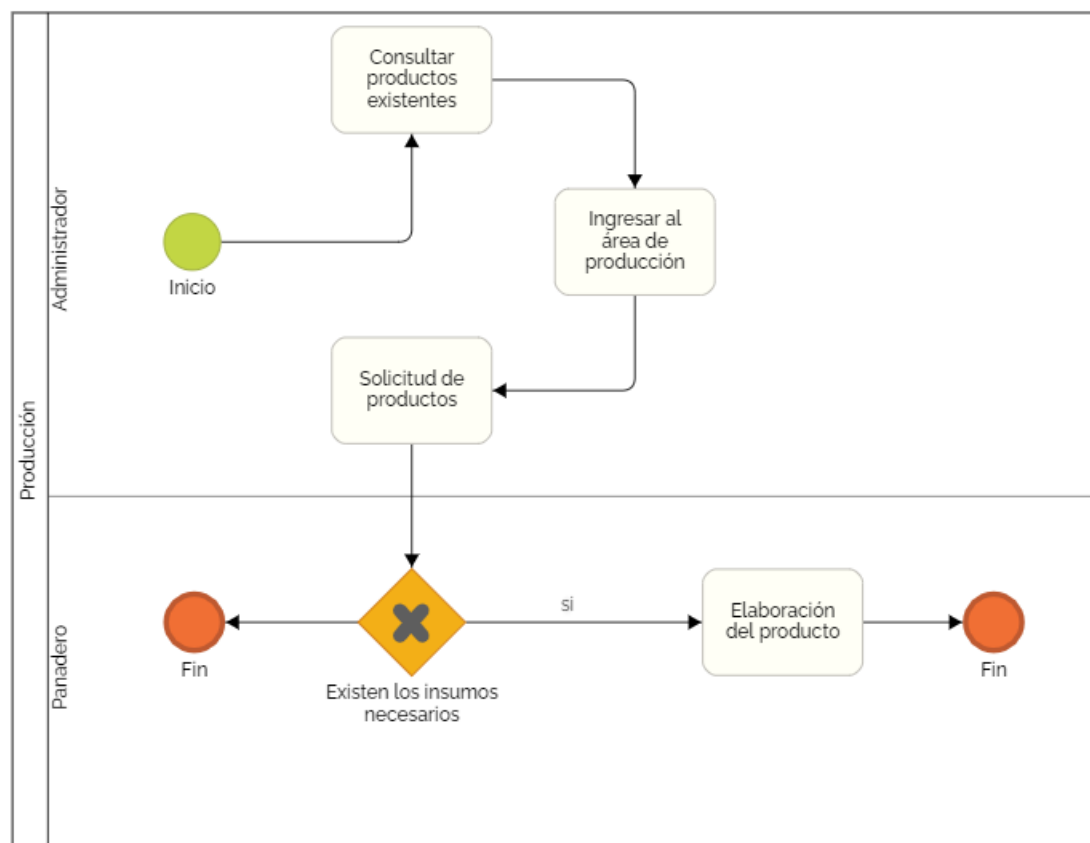 Consultar
productos
existentes
Ingresar al
área de
producción
Inicio
Administrador
Solicitud de
productos
Producción
si
Elaboración
del producto
Fin
Fin
Existen los insumos
necesarios
Panadero